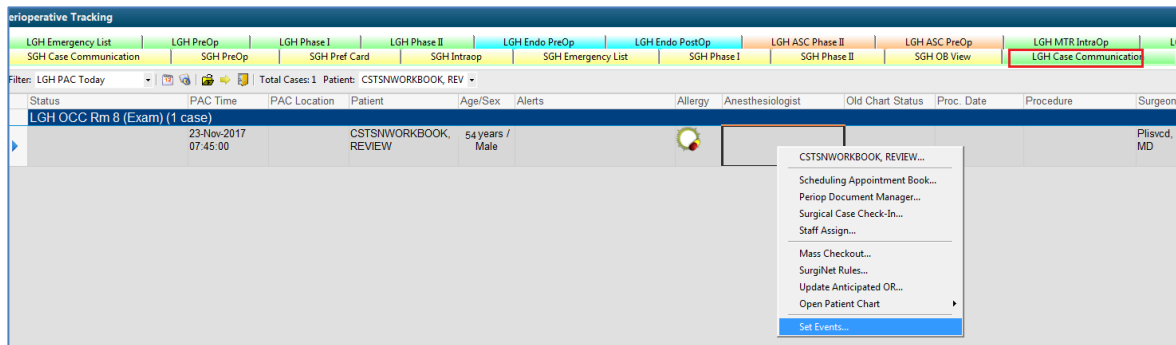 erioperative Tracking
LGH Emergency List LGH PreOp LGH Phase I LGH Phase II LGH Endo PreOp LGH Endo PostOp LGH ASC Phase II LGH ASC PreOp LGH MTR IntraOp
SGH Case Communication SGH PreOp SGH Pref Card SGH Intraop SGH Emergency List SGH Phase I SGH Phase II SGH OB View LGH Case Communication
Filter: LGH PAC Today Total Cases: 1 Patient: CSTSNWORKBOOK, REV
Status PAC Time PAC Location Patient Age/Sex Alerts Allergy Anesthesiologist Old Chart Status Proc. Date Procedure Surgeon
LGH OCC Rm 8 (Exam) (1 case)
23-Nov-2017 CSTSNWORKBOOK, 54 years / Plisvcd,
07:45:00 REVIEW Male MD
CSTSNWORKBOOK, REVIEW...
Scheduling Appointment Book...
Periop Document Manager...
Surgical Case Check-In...
Staff Assign...
Mass Checkout...
SurgiNet Rules...
Update Anticipated OR...
Open Patient Chart
Set Events...